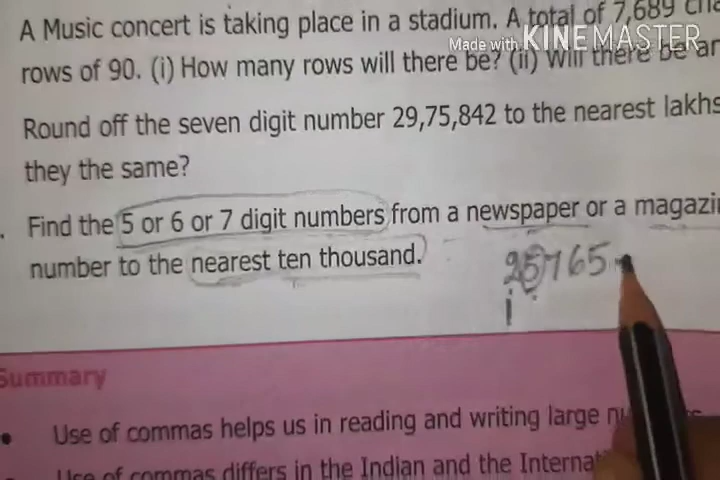 A Music concert is taking place in a stadium. A total of 7,689 cha
Made with KINEMASTER
rows of 90. (i) How many rows will there be? (ii) Will there be an
Round off the seven digit number 29,75,842 to the nearest lakhs
they the same?
Find the 5 or 6 or 7 digit numbers from a newspaper or a magazi
number to the nearest ten thousand.
25765
Summary
• Use of commas helps us in reading and writing large
Use of commas differs in the Indian and the Internat